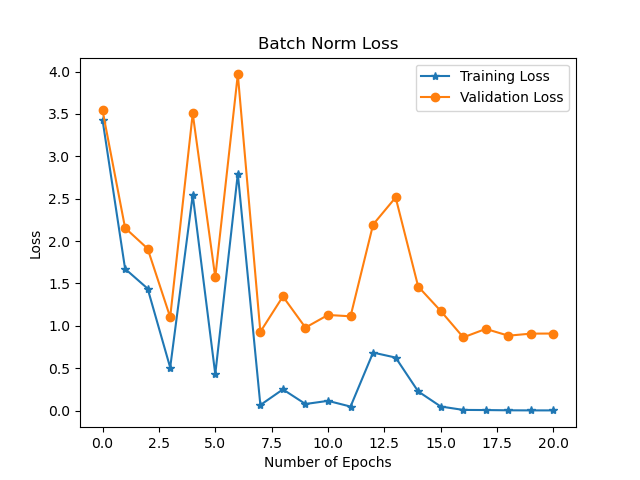 Batch Norm Loss
Training Loss
Validation Loss
4.0
3.5
3.0
2.5
2.0
1.5
1.0
0.5
0.0
Loss
0.0 2.5 5.0 7.5 10.0 12.5 15.0 17.5 20.0
Number of Epochs